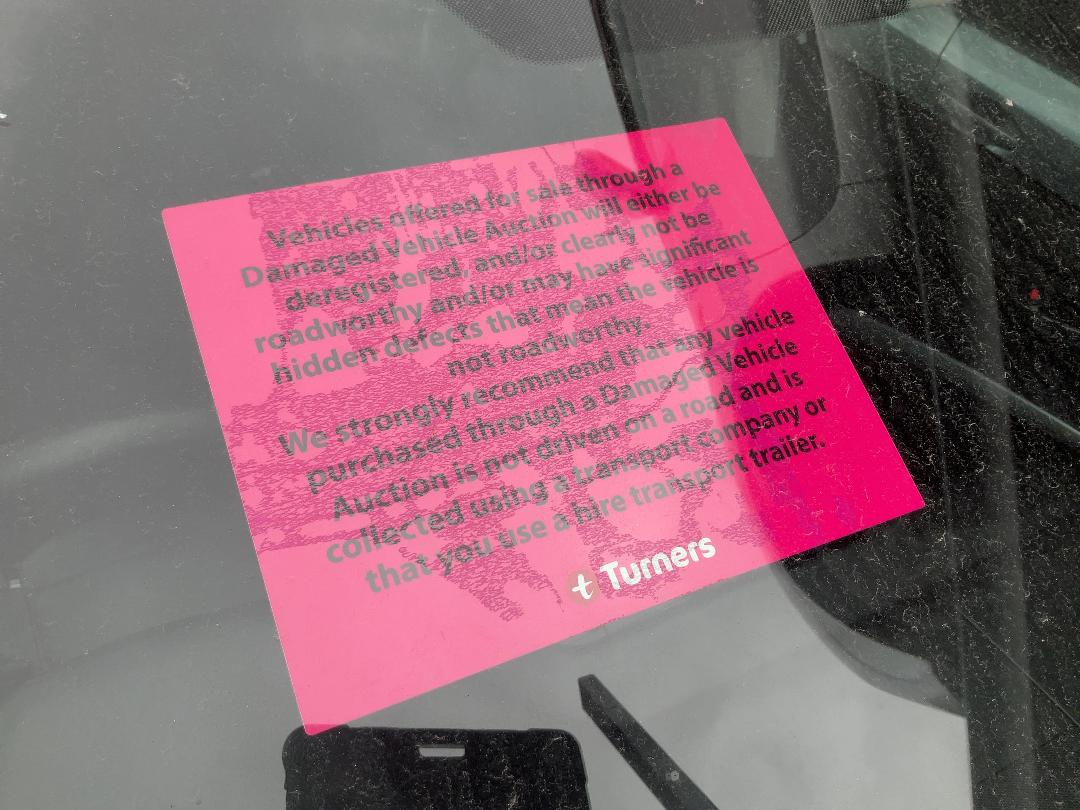 Vehicles offered for sale through a
Damaged Vehicle Auction will either be
deregistered, and/or clearly not be
roadworthy and/or may have significant
hidden defects that mean the vehicle is
not roadworthy.
We strongly recommend that any vehicle
purchased through a Damaged Vehicle
Auction is not driven on a road and is
collected using a transport company or
that you use a hire transport trailer.
t Turners